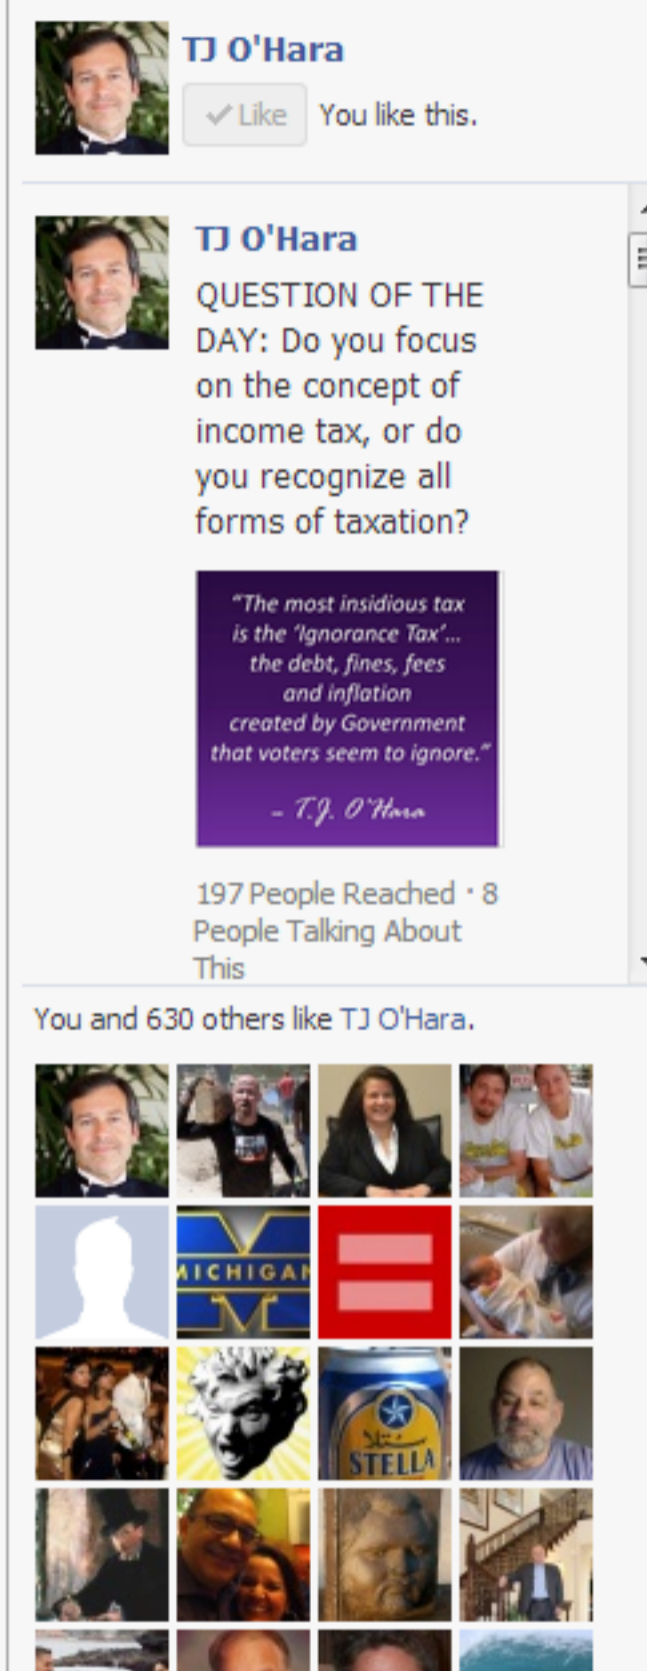 TJ O'Hara
Like
You like this.
TJ O'Hara
QUESTION OF THE
DAY: Do you focus
on the concept of
income tax, or do
you recognize all
forms of taxation?
"The most insidious tax
is the 'Ignorance Tax'...
the debt, fines, fees
and inflation
created by Government
that voters seem to ignore."
– T.J. O'Hara
197 People Reached · 8
People Talking About
This
You and 630 others like TJ O'Hara.
MICHIGAN
ستلا
STELLA